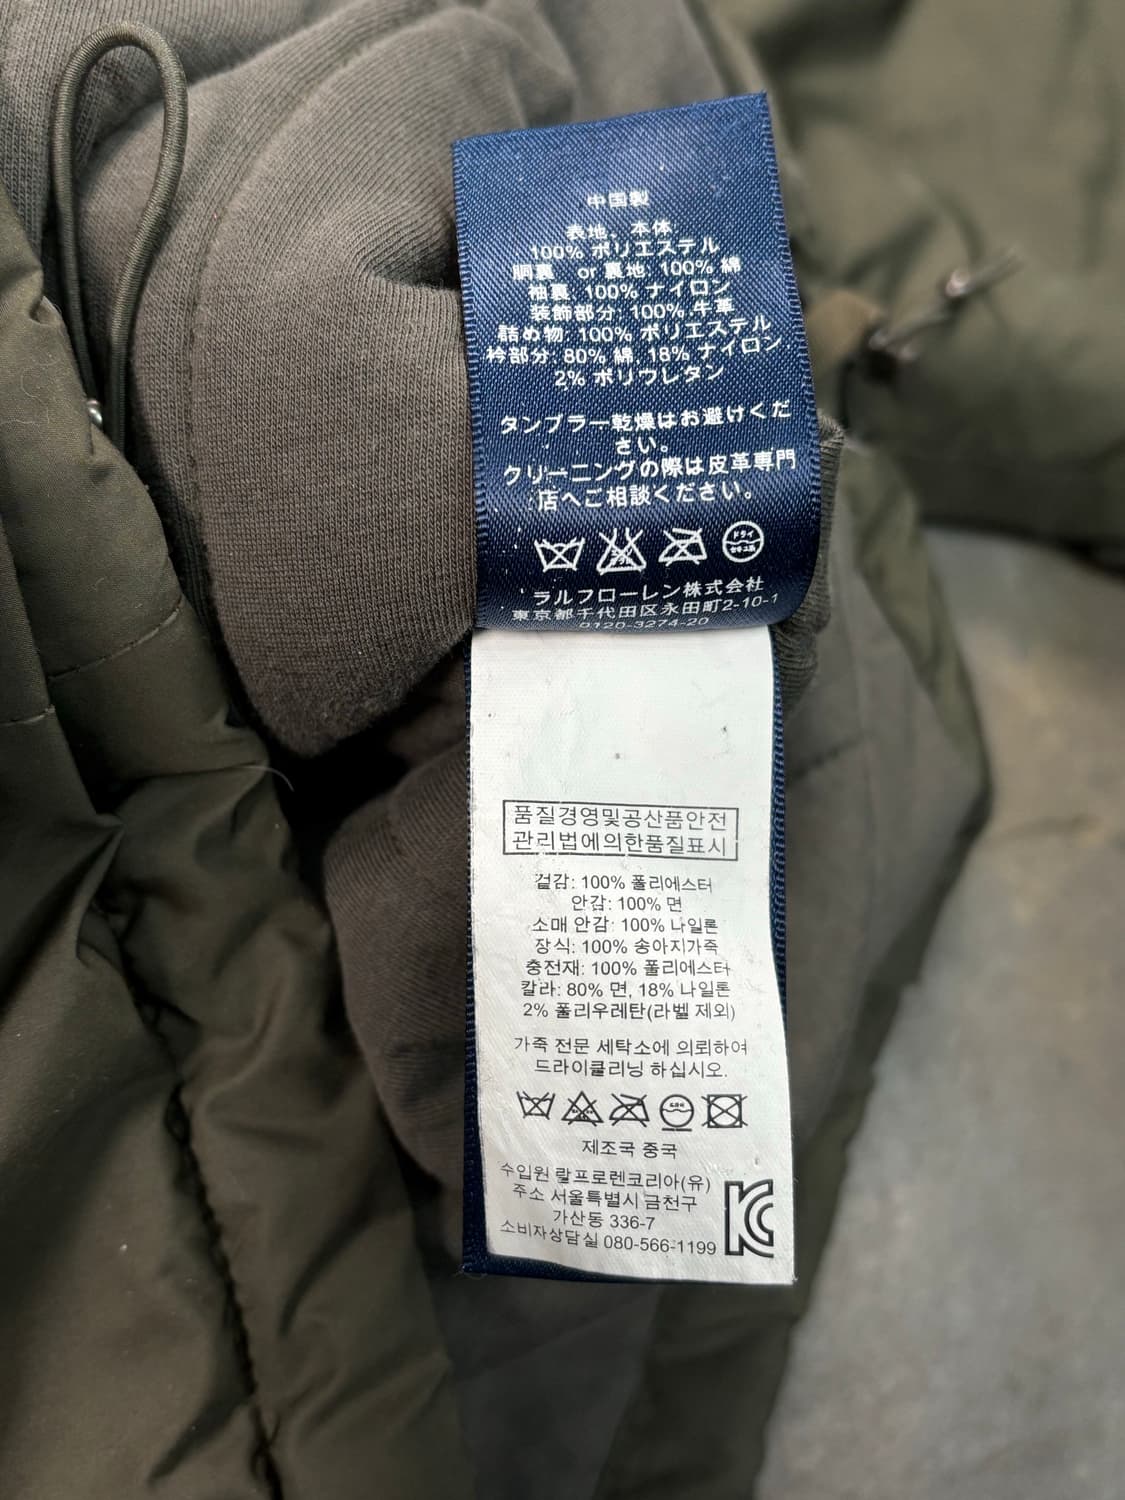 中国製
表地、本体
100% ポリエステル
胴裏 or 裏地: 100% 綿
袖裏: 100% ナイロン
装飾部分: 100% 牛革
詰め物: 100% ポリエステル
衿部分: 80% 綿, 18% ナイロン,
2% ポリウレタン
タンブラー乾燥はお避けくだ
さい。
クリーニングの際は皮革専門
店へご相談ください。
ドライ
ラルフローレン株式会社
東京都千代田区永田町2-10-1
0120-3274-20
품질경영및공산품안전
관리법에의한품질표시
겉감: 100% 폴리에스터
안감: 100% 면
소매 안감: 100% 나일론
장식: 100% 송아지가죽
충전재: 100% 폴리에스터
칼라: 80% 면, 18% 나일론
2% 폴리우레탄(라벨 제외)
가죽 전문 세탁소에 의뢰하여
드라이클리닝 하십시오.
제조국 중국
수입원 랄프로렌코리아(유)
주소 서울특별시 금천구
가산동 336-7
소비자상담실 080-566-1199
KC